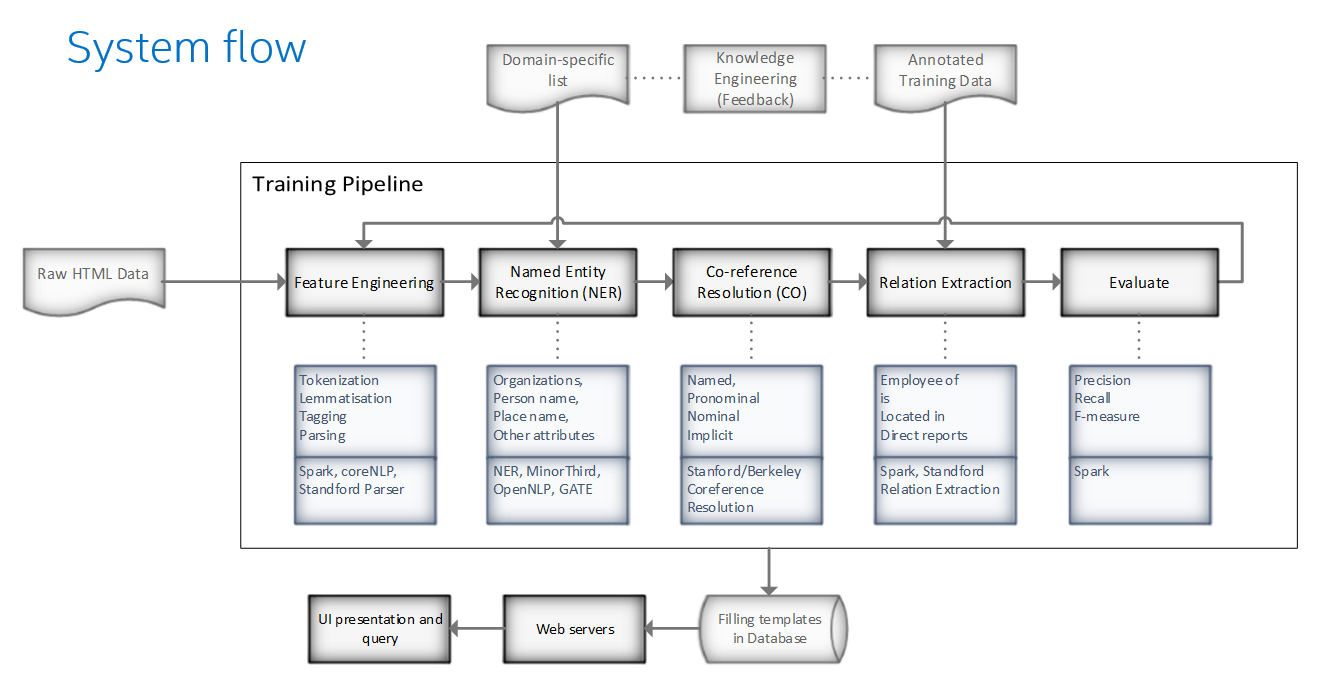 System flow
Domain-specific
list
Knowledge
Engineering
(Feedback)
Annotated
Training Data
Training Pipeline
Raw HTML Data
Feature Engineering
Named Entity
Recognition (NER)
Co-reference
Resolution (CO)
Relation Extraction
Evaluate
Tokenization
Lemmatisation
Tagging
Parsing
Spark, coreNLP,
Standford Parser
Organizations,
Person name,
Place name,
Other attributes
NER, MinorThird,
OpenNLP, GATE
Named,
Pronominal
Nominal
Implicit
Stanford/Berkeley
Coreference
Resolution
Employee of
is
Located in
Direct reports
Spark, Standford
Relation Extraction
Precision
Recall
F-measure
Spark
UI presentation and
query
Web servers
Filling templates
in Database